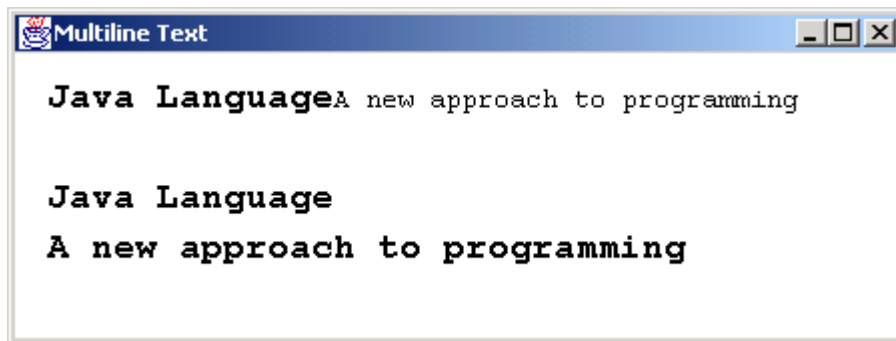 Multiline Text
Java LanguageA new approach to programming
Java Language
A new approach to programming